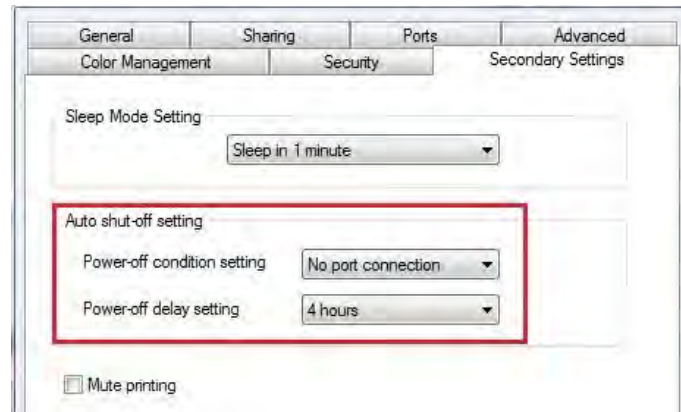 General Sharing Ports Advanced
Color Management Security Secondary Settings
Sleep Mode Setting
Sleep in 1 minute
Auto shut-off setting
Power-off condition setting No port connection
Power-off delay setting 4 hours
Mute printing